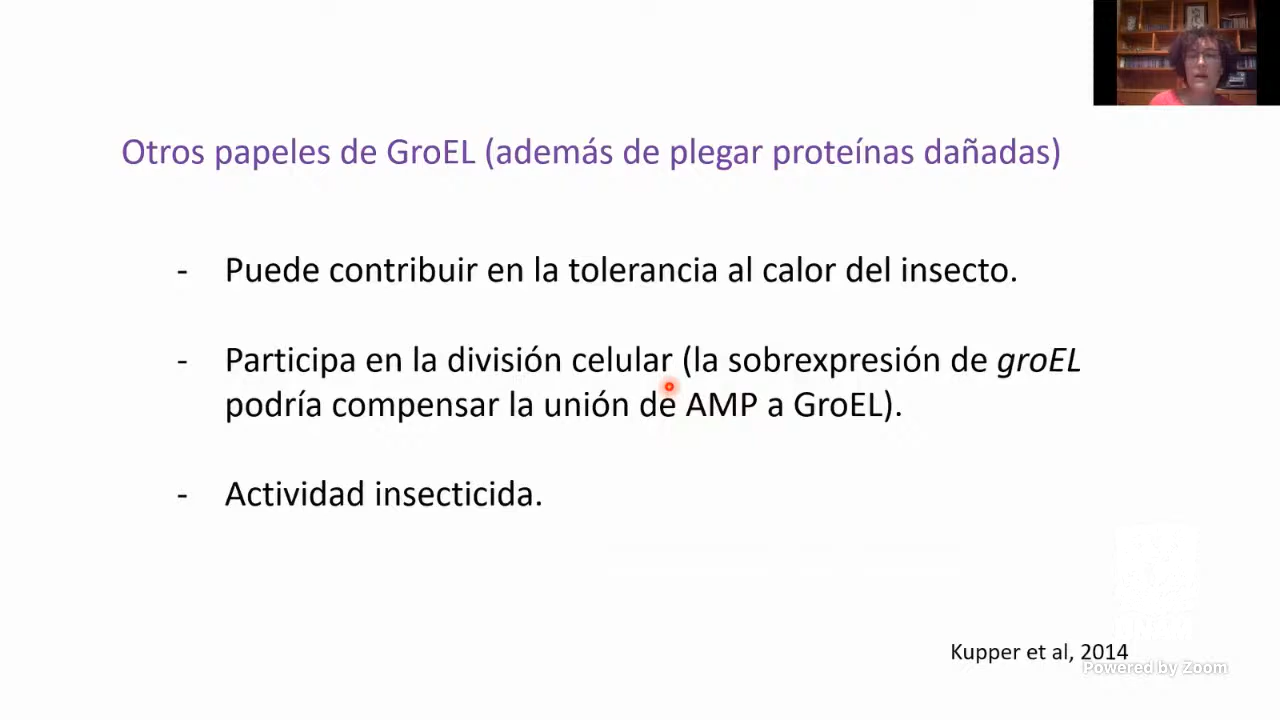 Otros papeles de GroEL (además de plegar proteínas dañadas)
- Puede contribuir en la tolerancia al calor del insecto.
- Participa en la división celular (la sobrexpresión de groEL
podría compensar la unión de AMP a GroEL).
- Actividad insecticida.
Kupper et al, 2014
Powered by Zoom